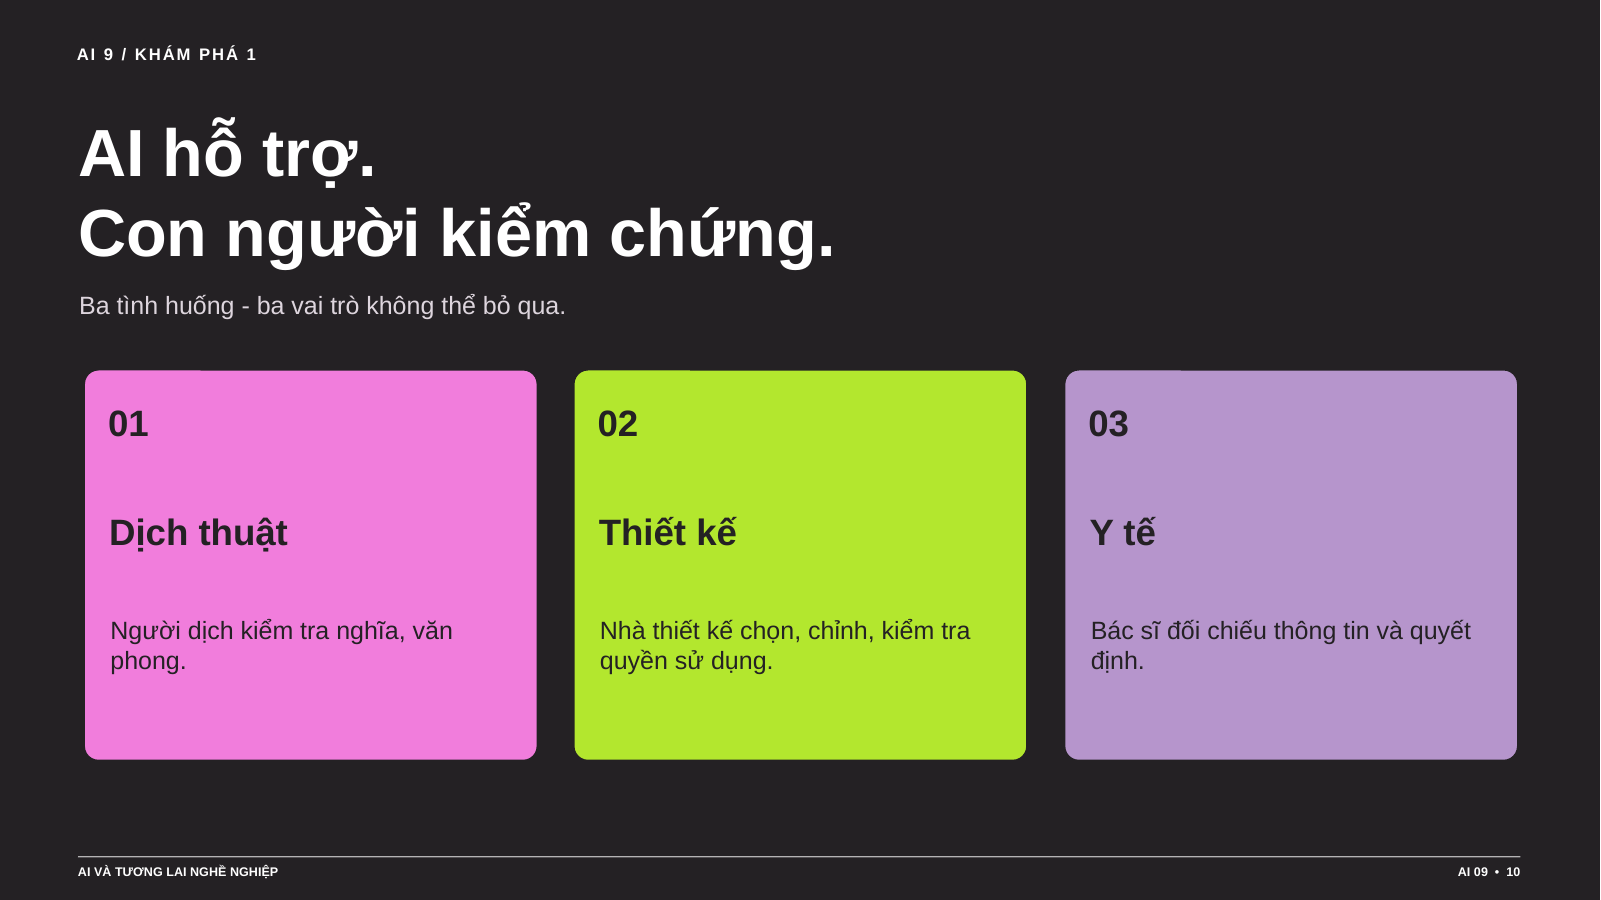 AI 9 / KHÁM PHÁ 1
AI hỗ trợ.
Con người kiểm chứng.
Ba tình huống - ba vai trò không thể bỏ qua.
01
Dịch thuật
Người dịch kiểm tra nghĩa, văn
phong.
02
Thiết kế
Nhà thiết kế chọn, chỉnh, kiểm tra
quyền sử dụng.
03
Y tế
Bác sĩ đối chiếu thông tin và quyết
định.
AI VÀ TƯƠNG LAI NGHỀ NGHIỆP
AI 09 • 10